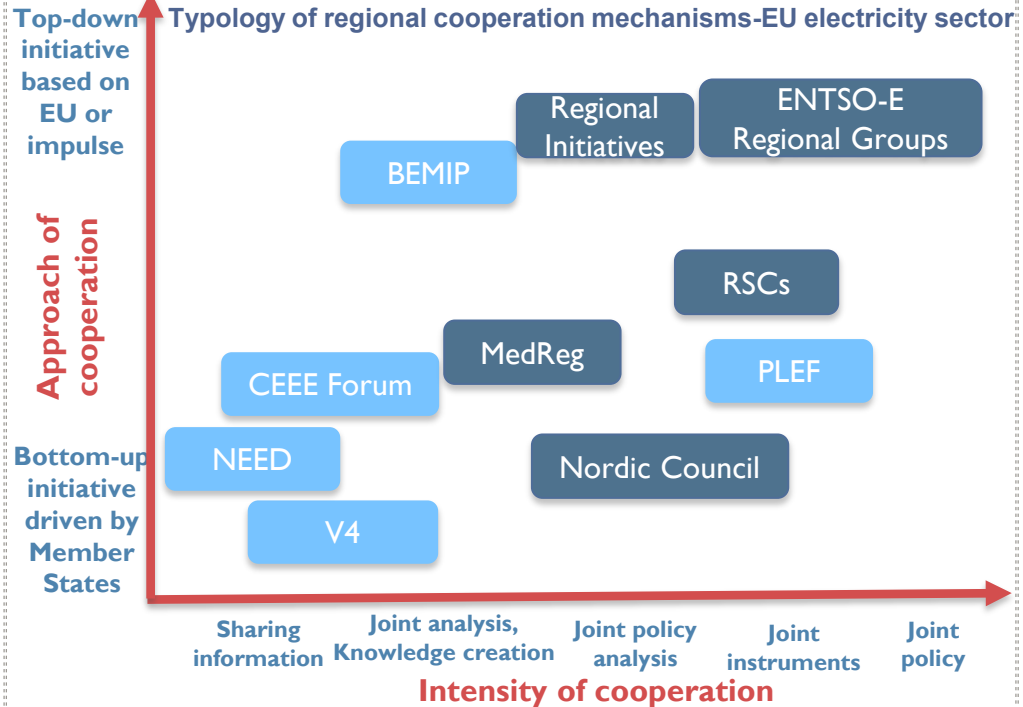 Typology of regional cooperation mechanisms-EU electricity sector
Top-down
initiative
based on
EU or
impulse
Approach of
cooperation
Bottom-up
initiative
driven by
Member
States
Regional
Initiatives
ENTSO-E
Regional Groups
BEMIP
RSCs
MedReg
PLEF
CEEE Forum
NEED
Nordic Council
V4
Sharing
information
Joint analysis,
Knowledge creation
Joint policy
analysis
Joint
instruments
Joint
policy
Intensity of cooperation